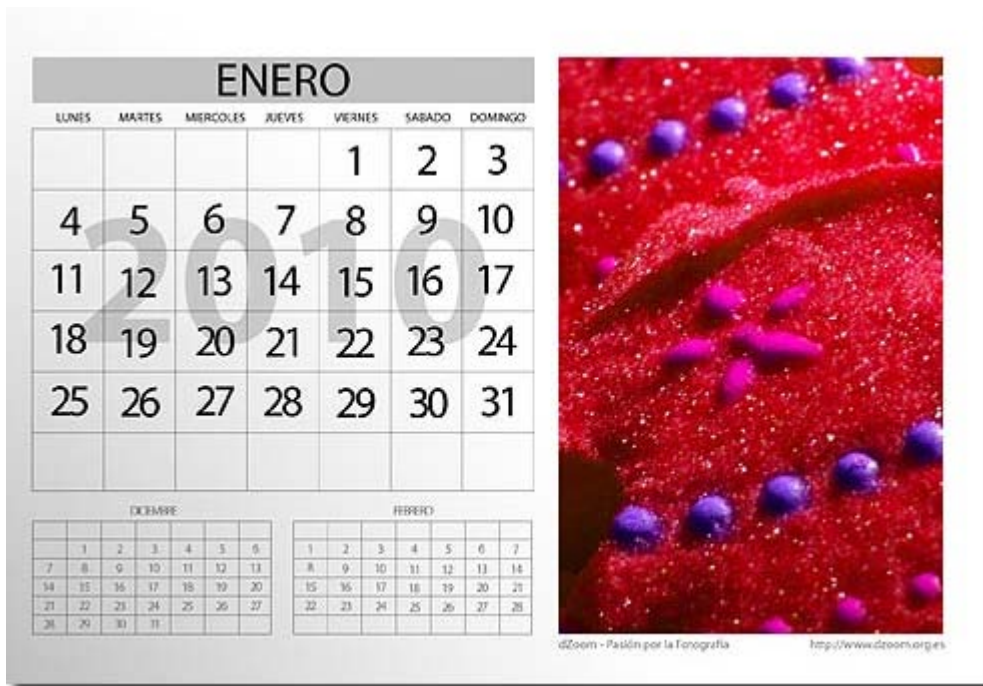 ENERO
LUNES MARTES MIERCOLES JUEVES VIERNES SABADO DOMINGO
1 2 3
4 5 6 7 8 9 10
2010
11 12 13 14 15 16 17
18 19 20 21 22 23 24
25 26 27 28 29 30 31
DICIEMBRE
1 2 3 4 5 6
7 8 9 10 11 12 13
14 15 16 17 18 19 20
21 22 23 24 25 26 27
28 29 30 31
FEBRERO
1 2 3 4 5 6 7
8 9 10 11 12 13 14
15 16 17 18 19 20 21
22 23 24 25 26 27 28
dZoom - Pasión por la Fotografía
http://www.dzoom.org.es